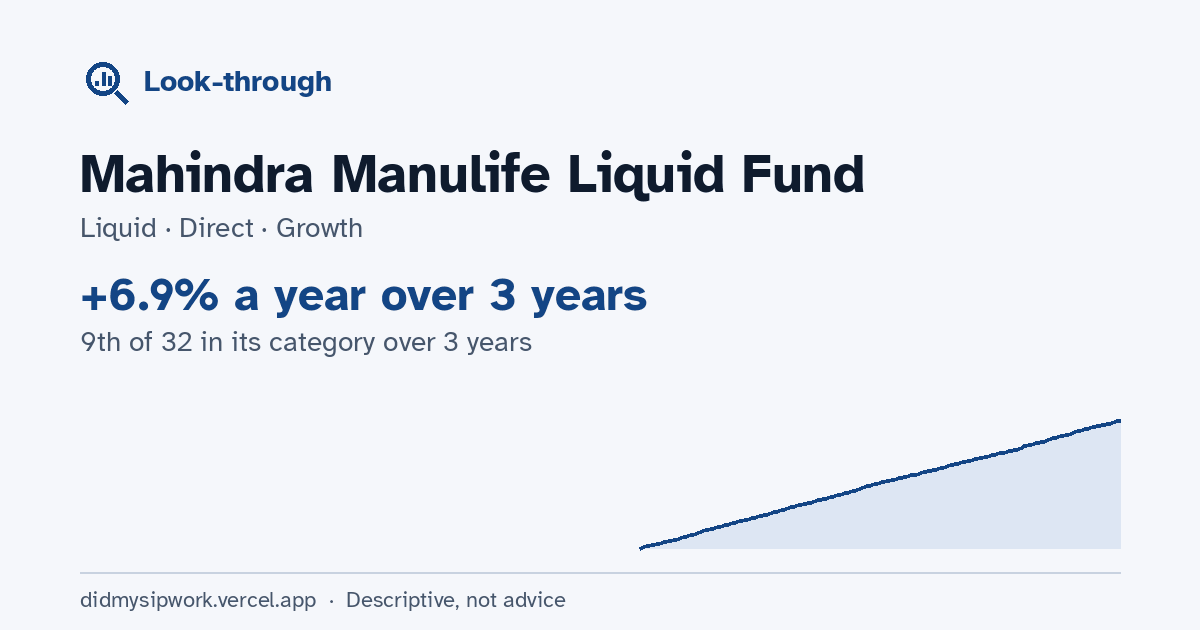 Look-through
Mahindra Manulife Liquid Fund
Liquid · Direct · Growth
+6.9% a year over 3 years
9th of 32 in its category over 3 years
didmysipwork.vercel.app · Descriptive, not advice